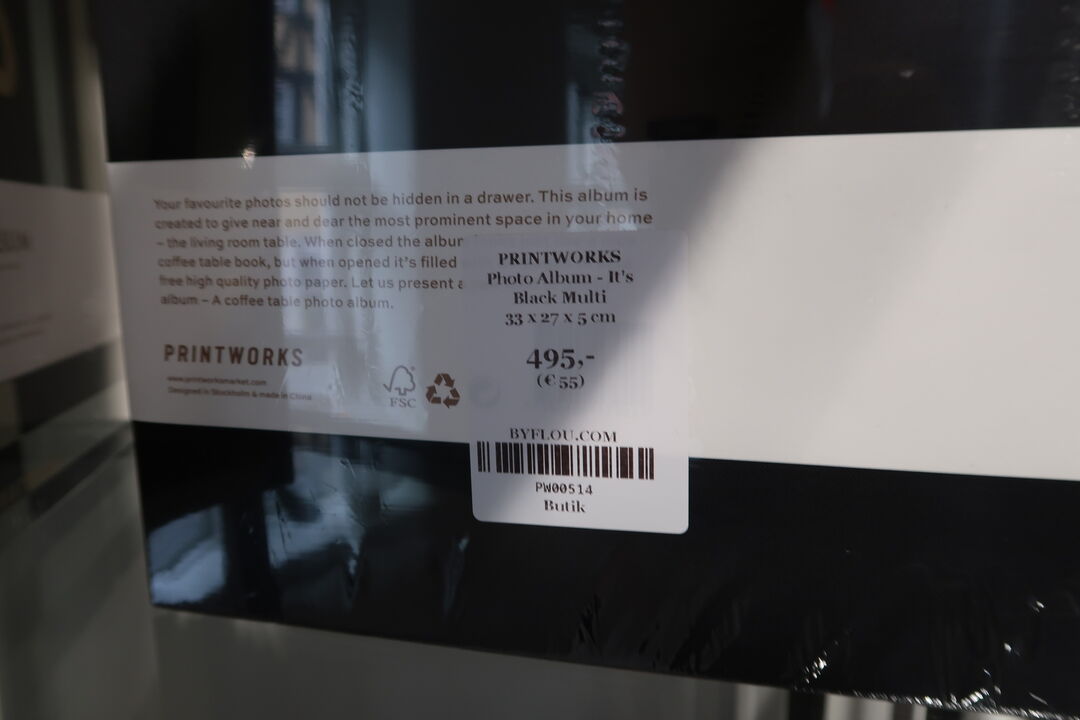 Your favourite photos should not be hidden in a drawer. This album is
created to give near and dear the most prominent space in your home
– the living room table. When closed the album
coffee table book, but when opened it's filled
free high quality photo paper. Let us present a
album – A coffee table photo album.
PRINTWORKS
www.printworksmarket.com
Designed in Stockholm & made in China
FSC
PRINTWORKS
Photo Album - It's
Black Multi
33 x 27 x 5 cm
495,-
(€ 55)
BYFLOU.COM
PW00514
Butik